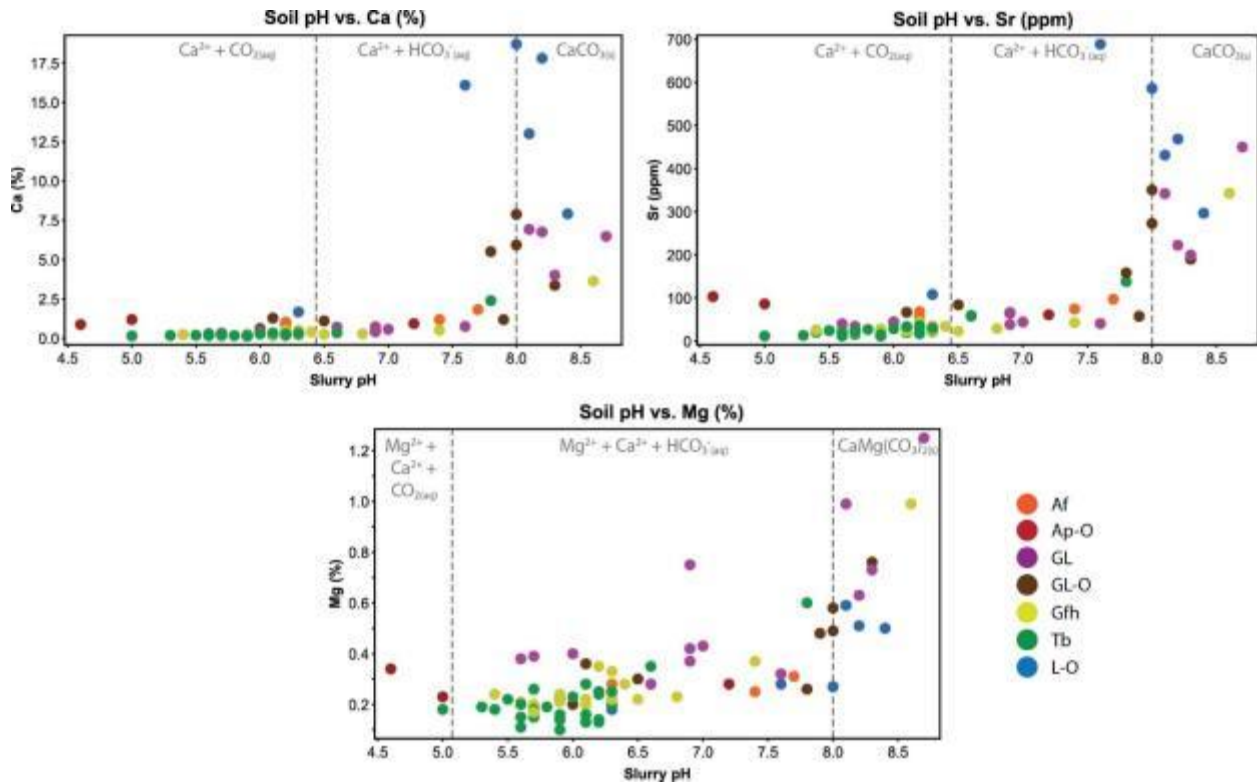 Soil pH vs. Ca (%)
Ca²⁺ + CO₂₍ₐq₎
Ca²⁺ + HCO₃⁻₍ₐq₎
CaCO₃₍ₛ₎
17.5
15.0
12.5
10.0
7.5
5.0
2.5
0.0
Ca (%)
4.5 5.0 5.5 6.0 6.5 7.0 7.5 8.0 8.5
Slurry pH
Soil pH vs. Sr (ppm)
Ca²⁺ + CO₂₍ₐq₎
Ca²⁺ + HCO₃⁻₍ₐq₎
CaCO₃₍ₛ₎
700
600
500
400
300
200
100
0
Sr (ppm)
4.5 5.0 5.5 6.0 6.5 7.0 7.5 8.0 8.5
Slurry pH
Soil pH vs. Mg (%)
Mg²⁺ +
Ca²⁺ +
CO₂₍ₐq₎
Mg²⁺ + Ca²⁺ + HCO₃⁻₍ₐq₎
CaMg(CO₃)₂₍ₛ₎
1.2
1.0
0.8
0.6
0.4
0.2
Mg (%)
4.5 5.0 5.5 6.0 6.5 7.0 7.5 8.0 8.5
Slurry pH
Af
Ap-O
GL
GL-O
Gfh
Tb
L-O